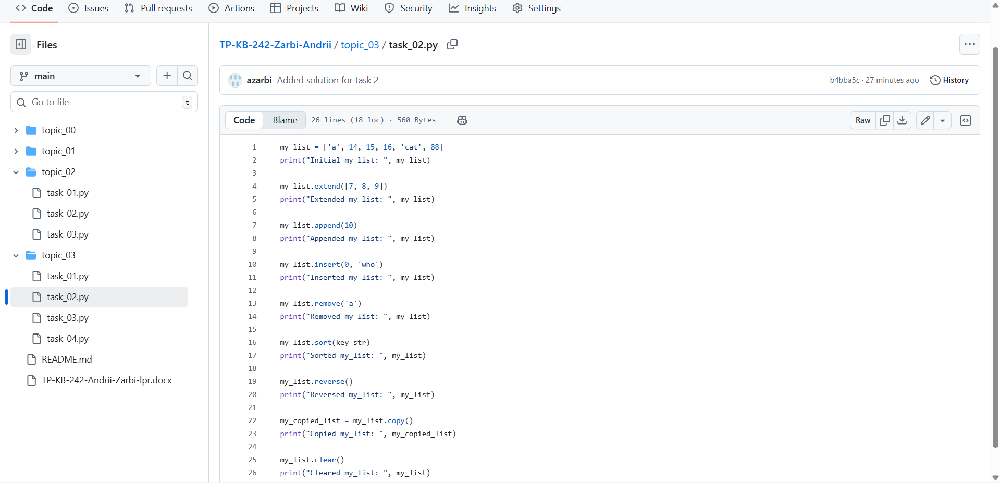 Code Issues Pull requests Actions Projects Wiki Security Insights Settings
Files
main
Go to file t
topic_00
topic_01
topic_02
task_01.py
task_02.py
task_03.py
topic_03
task_01.py
task_02.py
task_03.py
task_04.py
README.md
TP-KB-242-Andrii-Zarbi-lpr.docx
TP-KB-242-Zarbi-Andrii / topic_03 / task_02.py
azarbi Added solution for task 2 b4bba5c · 27 minutes ago History
Code Blame 26 lines (18 loc) · 560 Bytes Raw
1 my_list = ['a', 14, 15, 16, 'cat', 88]
2 print("Initial my_list: ", my_list)
3
4 my_list.extend([7, 8, 9])
5 print("Extended my_list: ", my_list)
6
7 my_list.append(10)
8 print("Appended my_list: ", my_list)
9
10 my_list.insert(0, 'who')
11 print("Inserted my_list: ", my_list)
12
13 my_list.remove('a')
14 print("Removed my_list: ", my_list)
15
16 my_list.sort(key=str)
17 print("Sorted my_list: ", my_list)
18
19 my_list.reverse()
20 print("Reversed my_list: ", my_list)
21
22 my_copied_list = my_list.copy()
23 print("Copied my_list: ", my_copied_list)
24
25 my_list.clear()
26 print("Cleared my_list: ", my_list)